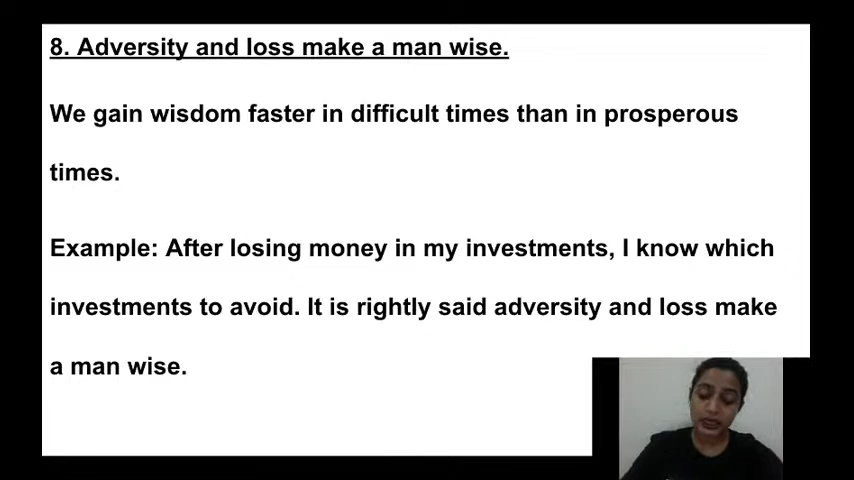 8. Adversity and loss make a man wise.
We gain wisdom faster in difficult times than in prosperous
times.
Example: After losing money in my investments, I know which
investments to avoid. It is rightly said adversity and loss make
a man wise.